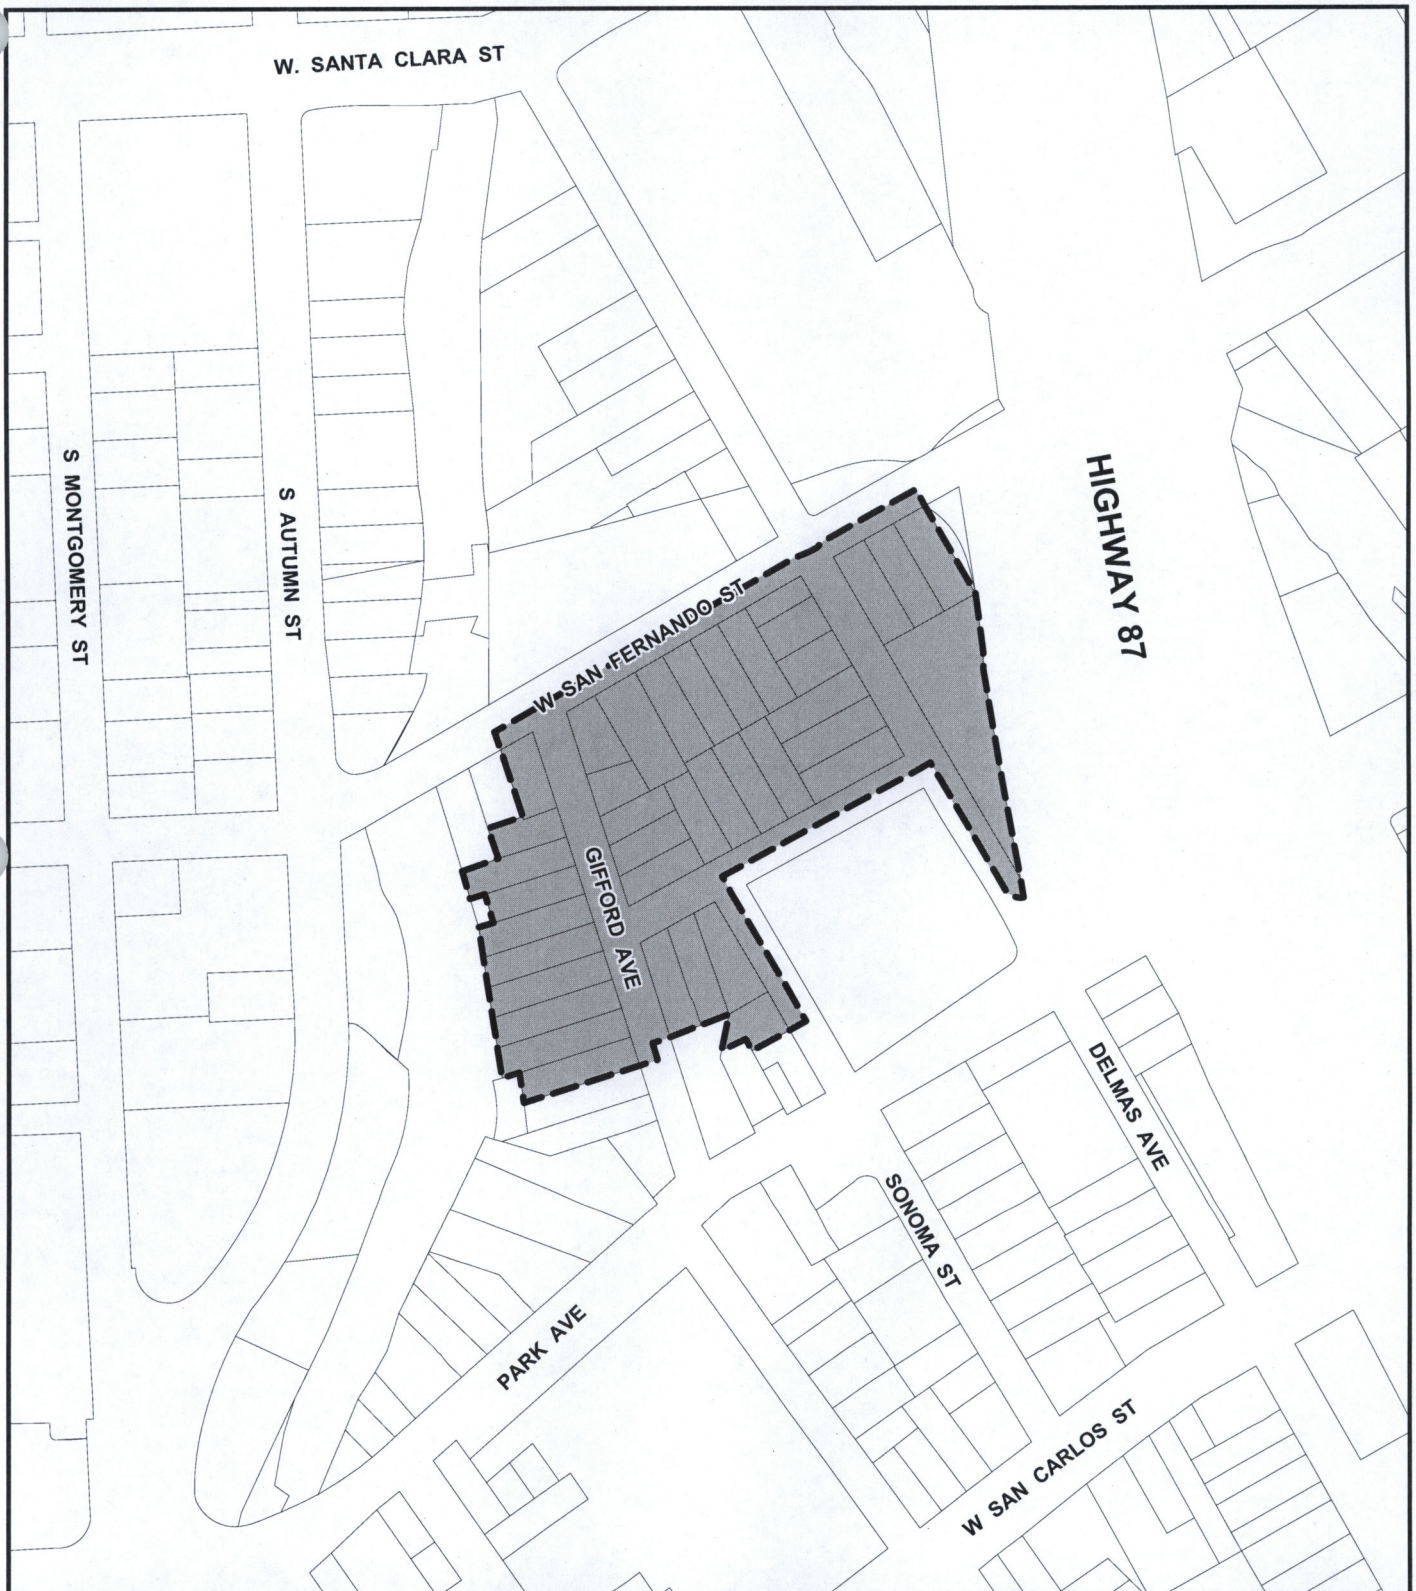 W. SANTA CLARA ST
S MONTGOMERY ST
S AUTUMN ST
HIGHWAY 87
W SAN FERNANDO ST
GIFFORD AVE
DELMAS AVE
SONOMA ST
PARK AVE
W SAN CARLOS ST